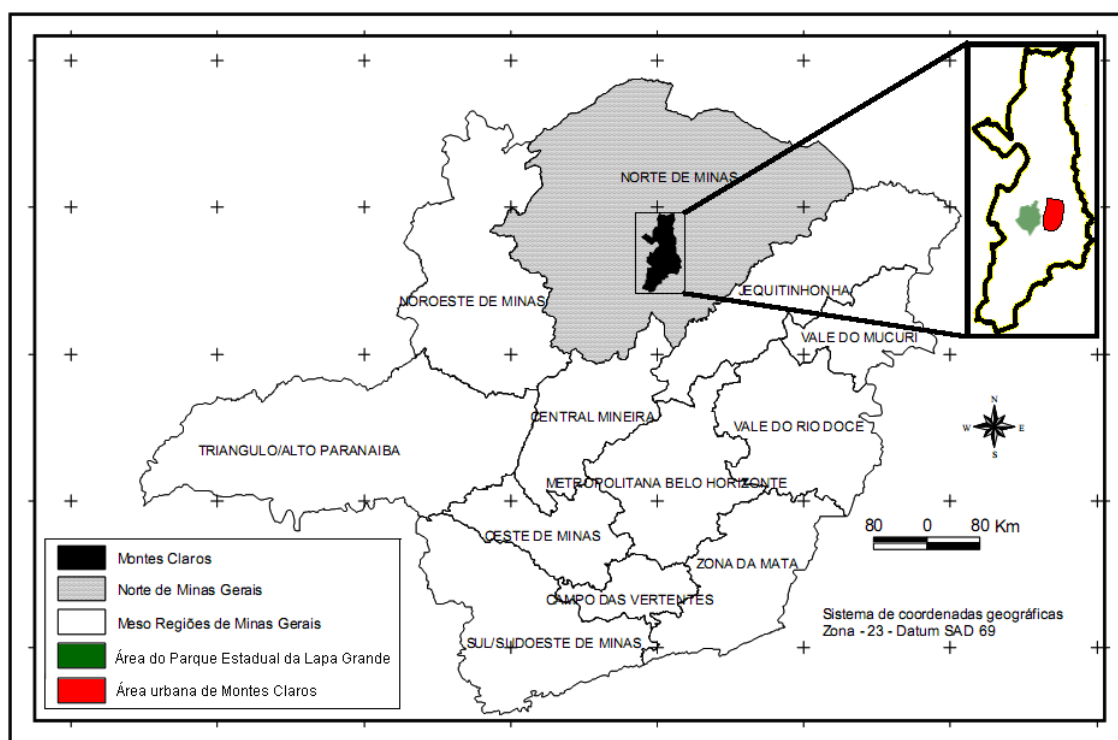 NORTE DE MINAS
NOROESTE DE MINAS
JEQUITINHONHA
VALE DO MUCURI
CENTRAL MINEIRA
VALE DO RIO DOCE
TRIANGULO/ALTO PARANAIBA
METROPOLITANA BELO HORIZONTE
OESTE DE MINAS
ZONA DA MATA
CAMPO DAS VERTENTES
SUL/SUDOESTE DE MINAS
N
W E
S
80 0 80 Km
Sistema de coordenadas geográficas
Zona - 23 - Datum SAD 69
Montes Claros
Norte de Minas Gerais
Meso Regiões de Minas Gerais
Área do Parque Estadual da Lapa Grande
Área urbana de Montes Claros